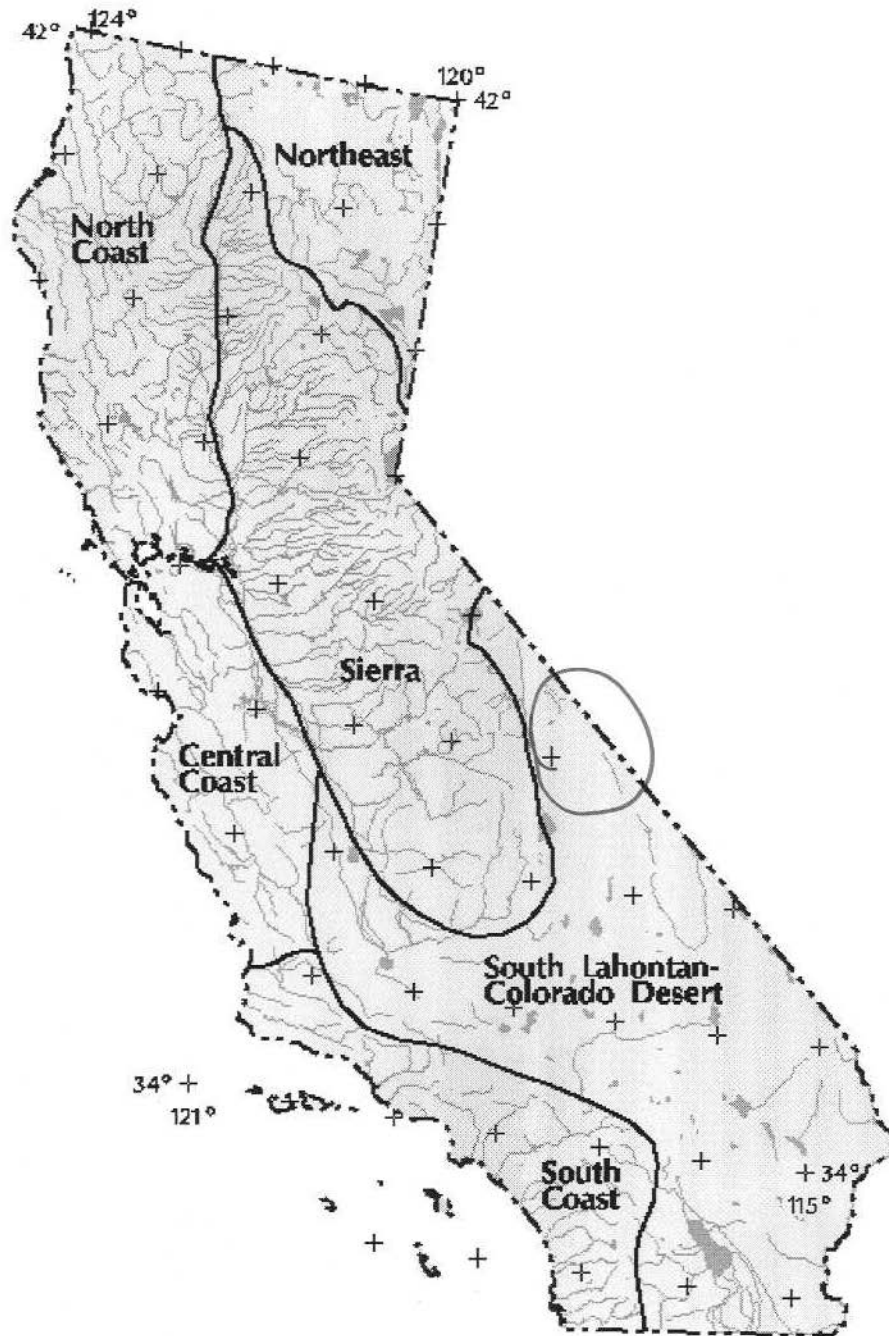 124°
42°
120°
42°
Northeast
North
Coast
Sierra
Central
Coast
South Lahontan-
Colorado Desert
34°
121°
South
Coast
34°
115°